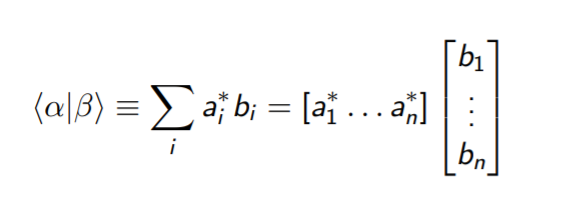 ⟨α|β⟩ ≡ ∑_i a_i^* b_i = [a_1^* … a_n^*] [b_1 ⋮ b_n]